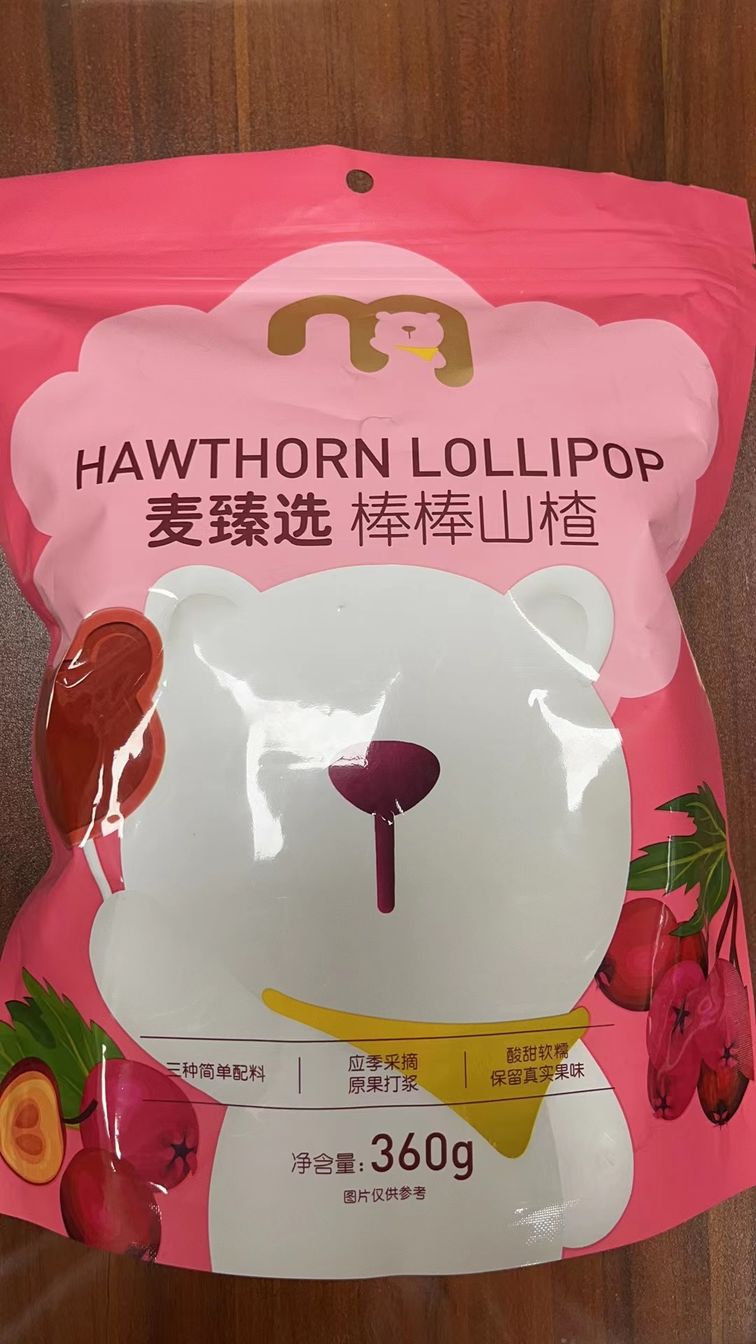 HAWTHORN LOLLIPOP
麦臻选 棒棒山楂
三种简单配料
应季采摘
原果打浆
酸甜软糯
保留真实果味
净含量:360g
图片仅供参考